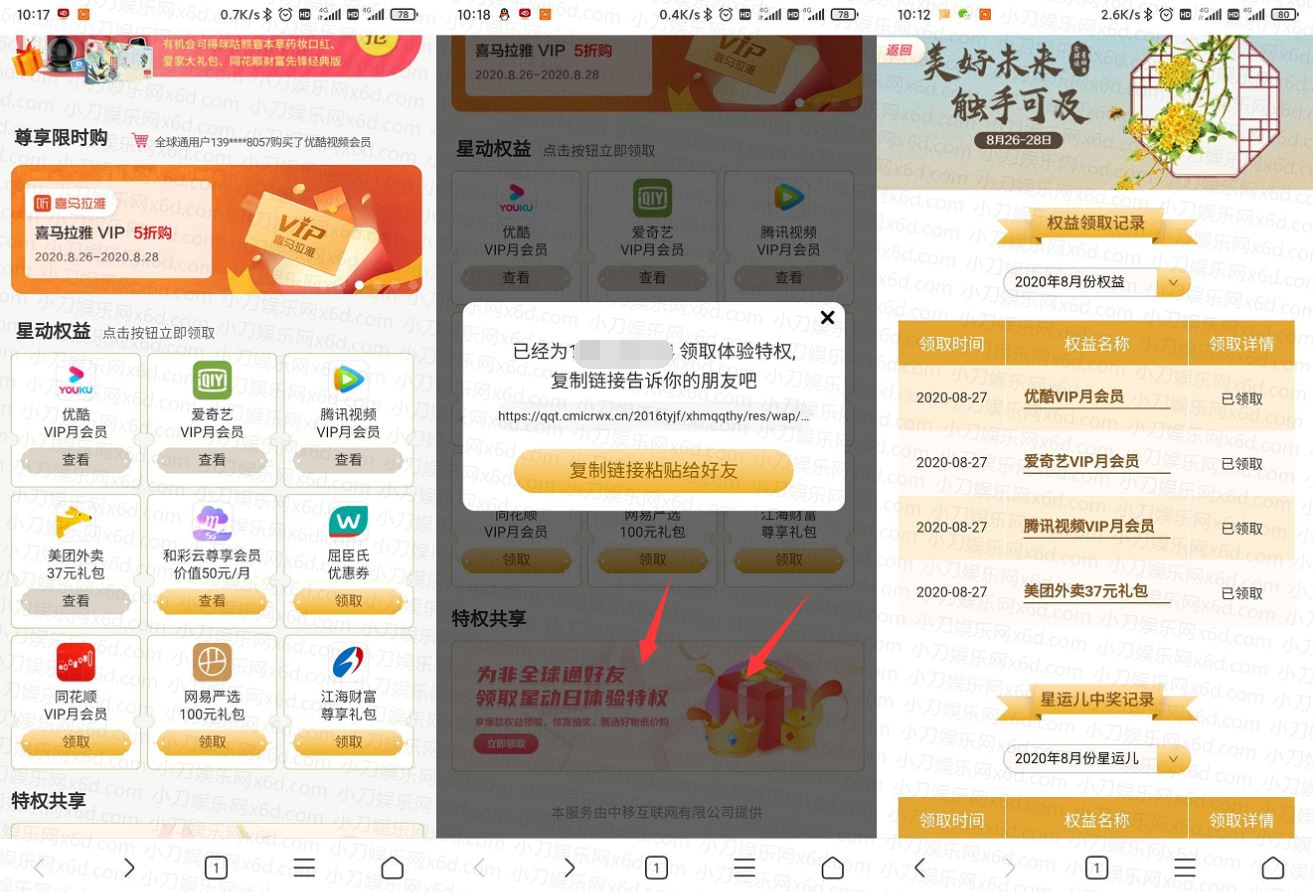 10:17
0.7K/s
4G
HD
4G
78
抢
有机会可得咪咕熊猫本草药妆口红、
爱家大礼包、同花顺财富先锋经典版
尊享限时购
全球通用户139****8057购买了优酷视频会员
听 喜马拉雅
喜马拉雅 VIP 5折购
2020.8.26-2020.8.28
VIP
喜马拉雅
星动权益 点击按钮立即领取
YOUKU
优酷
VIP月会员
查看
iQIYI
爱奇艺
VIP月会员
查看
腾讯视频
VIP月会员
查看
美团外卖
37元礼包
查看
和彩云尊享会员
价值50元/月
查看
屈臣氏
优惠券
领取
同花顺
VIP月会员
领取
网易严选
100元礼包
领取
江海财富
尊享礼包
领取
特权共享
1
10:18
0.4K/s
HD
4G
HD
4G
78
喜马拉雅 VIP 5折购
2020.8.26-2020.8.28
VIP
喜马拉雅
星动权益 点击按钮立即领取
YOUKU
优酷
VIP月会员
查看
iQIYI
爱奇艺
VIP月会员
查看
腾讯视频
VIP月会员
查看
已经为1 领取体验特权,
复制链接告诉你的朋友吧
https://qqt.cmicrwx.cn/2016tyjf/xhmqqthy/res/wap/...
复制链接粘贴给好友
同花顺
VIP月会员
领取
网易严选
100元礼包
领取
江海财富
尊享礼包
领取
特权共享
为非全球通好友
领取星动日体验特权
享爆款权益领取、惊喜抽奖、甄选好物低价购
立即领取
本服务由中移互联网有限公司提供
1
10:12
2.6K/s
HD
4G
HD
4G
80
返回
美好未来
触手可及
8月26-28日
权益领取记录
2020年8月份权益
领取时间 权益名称 领取详情
2020-08-27 优酷VIP月会员 已领取
2020-08-27 爱奇艺VIP月会员 已领取
2020-08-27 腾讯视频VIP月会员 已领取
2020-08-27 美团外卖37元礼包 已领取
星运儿中奖记录
2020年8月份星运儿
领取时间 权益名称 领取详情
1
小刀娱乐网x6d.com